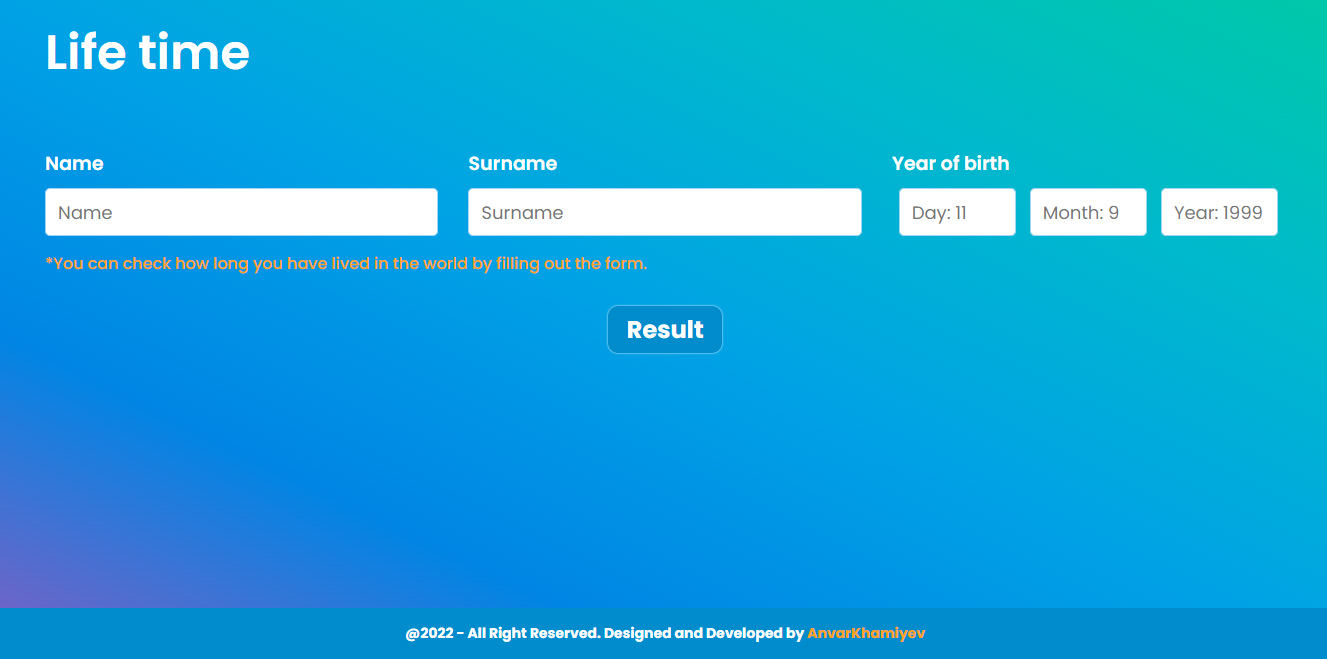 Life time
Name Surname Year of birth
Name Surname Day: 11 Month: 9 Year: 1999
*You can check how long you have lived in the world by filling out the form.
Result
@2022 - All Right Reserved. Designed and Developed by AnvarKhamiyev